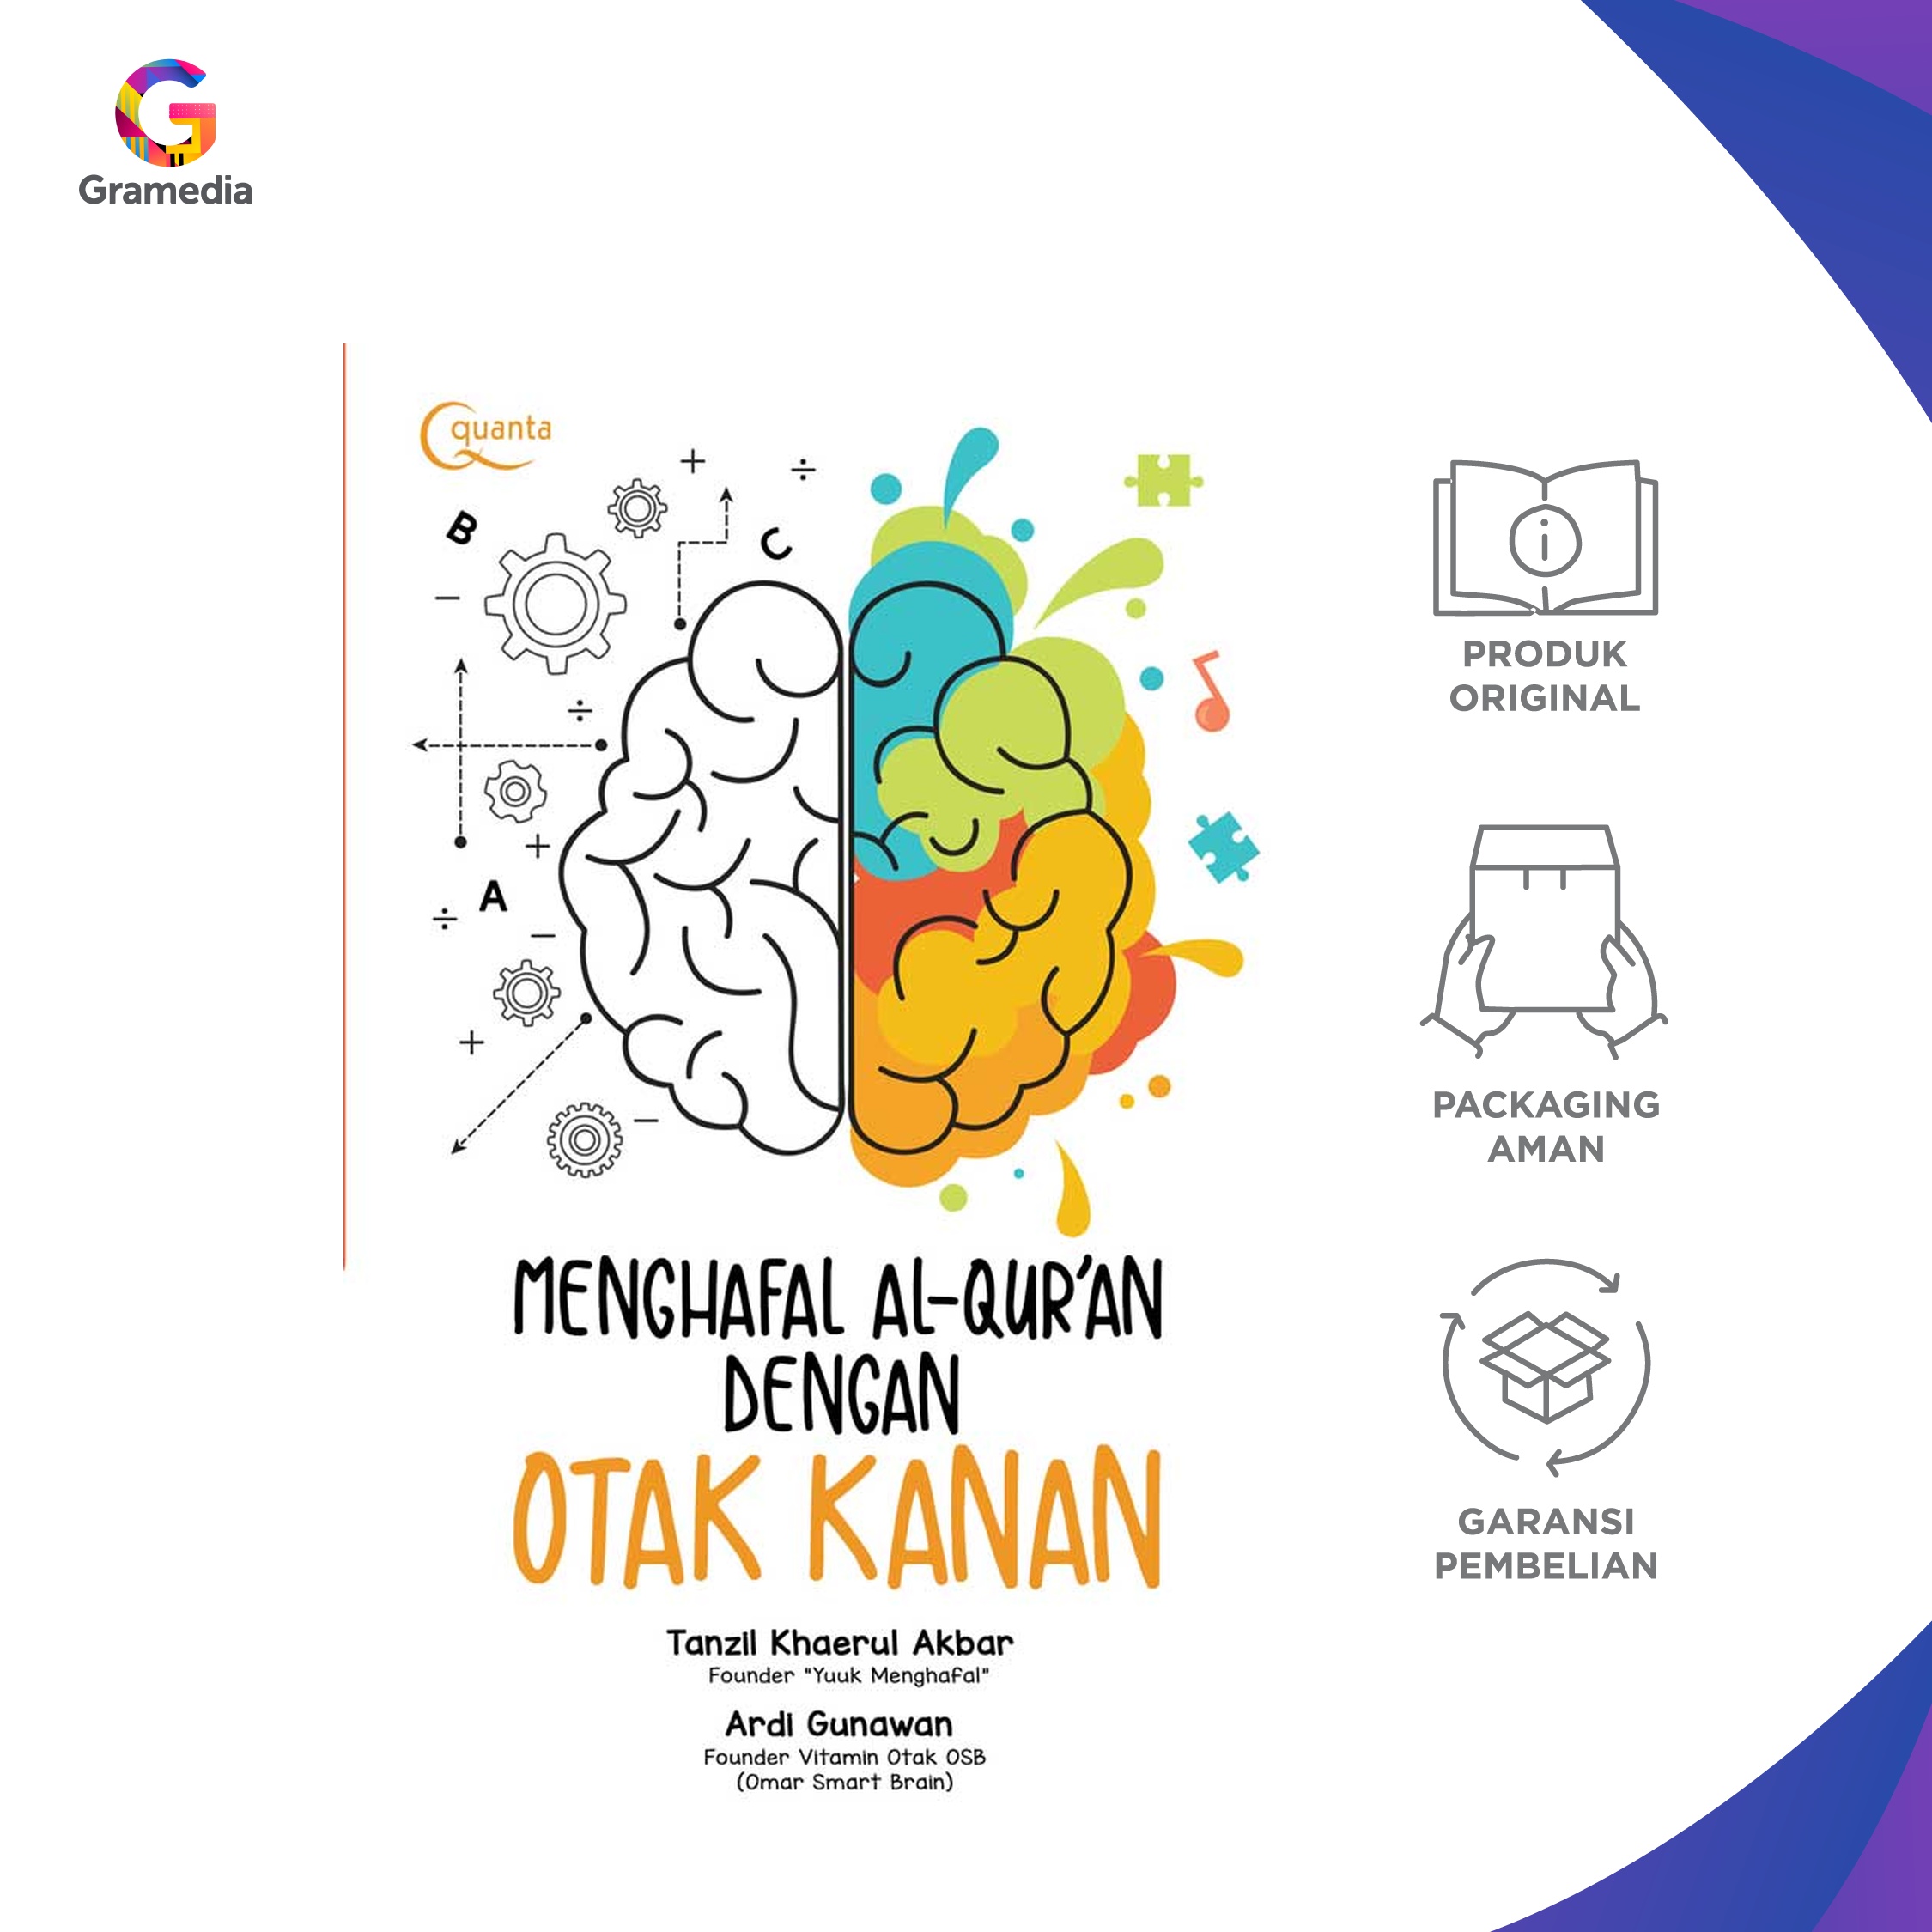 Gramedia
quanta
+
÷
B
C
−
÷
+
A
÷
−
+
−
MENGHAFAL AL-QUR'AN
DENGAN
OTAK KANAN
Tanzil Khaerul Akbar
Founder "Yuuk Menghafal"
Ardi Gunawan
Founder Vitamin Otak OSB
(Omar Smart Brain)
PRODUK
ORIGINAL
PACKAGING
AMAN
GARANSI
PEMBELIAN